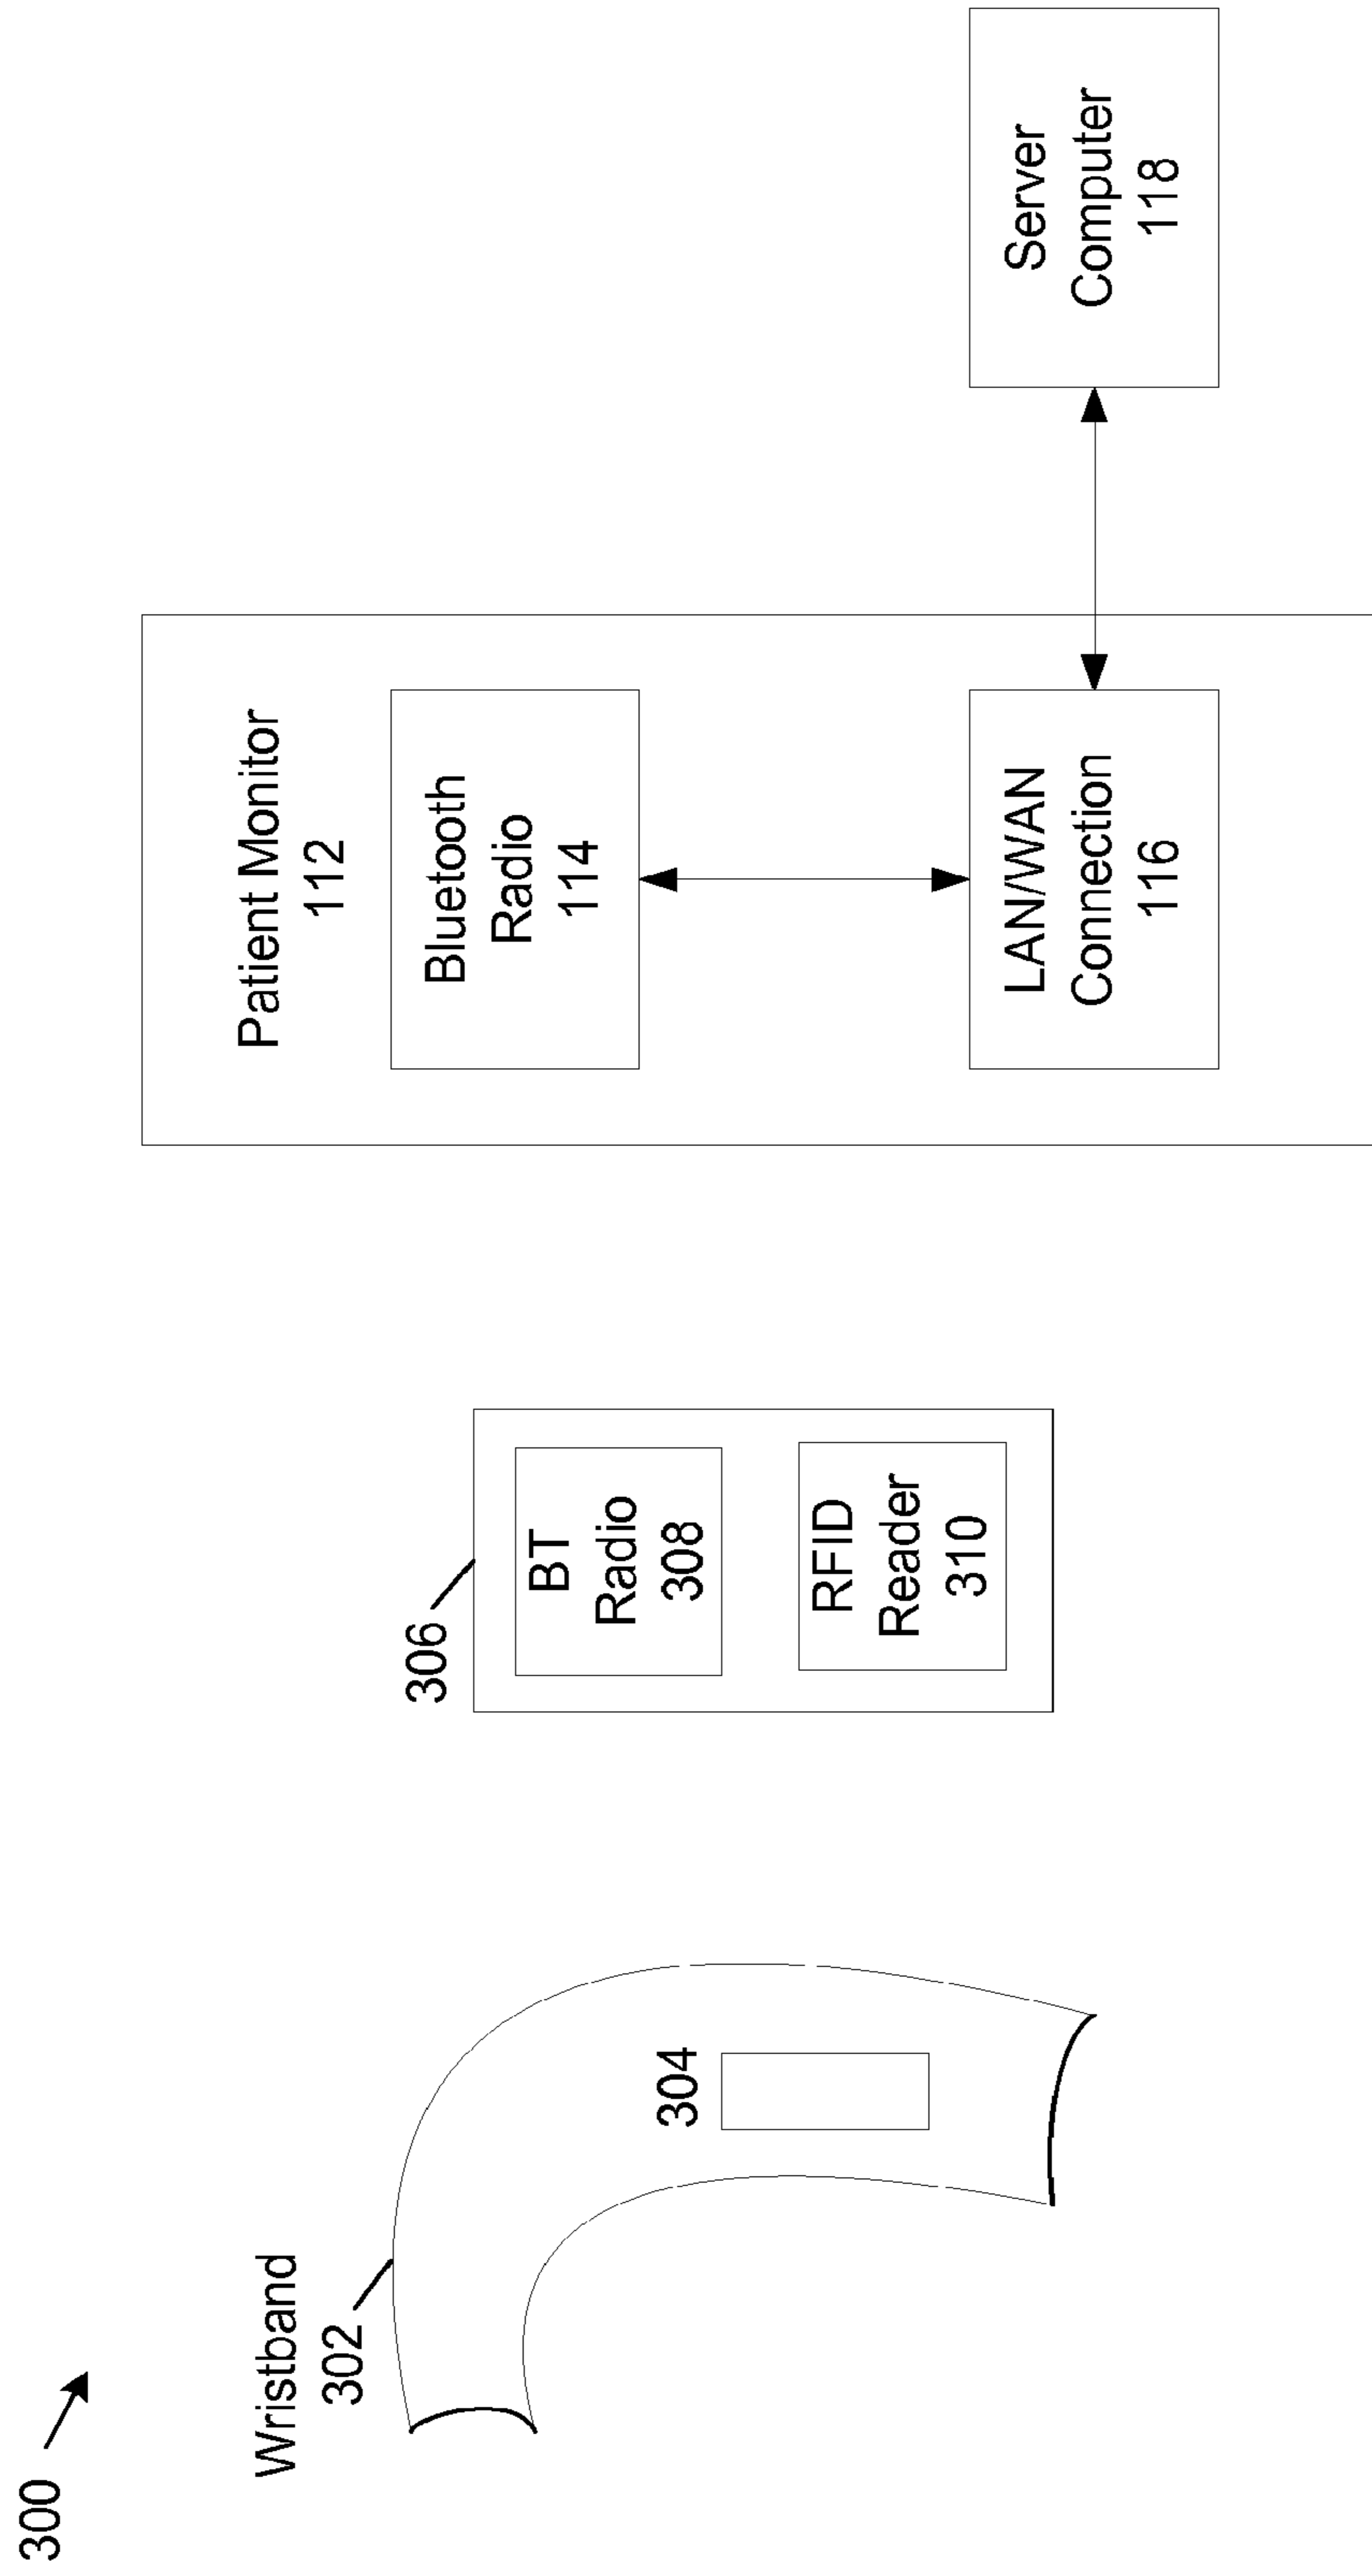 300
Wristband
302
304
306
BT
Radio
308
RFID
Reader
310
Patient Monitor
112
Bluetooth
Radio
114
LAN/WAN
Connection
116
Server
Computer
118